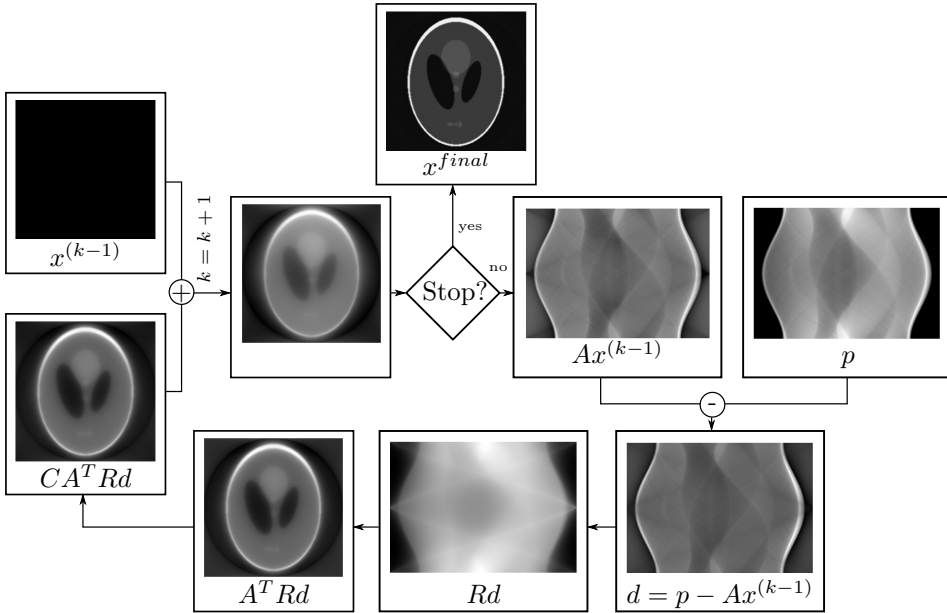 x^{final}
x^{(k-1)}
k = k + 1
+
yes
Stop?
no
Ax^{(k-1)}
p
-
CA^T Rd
A^T Rd
Rd
d = p − Ax^{(k-1)}